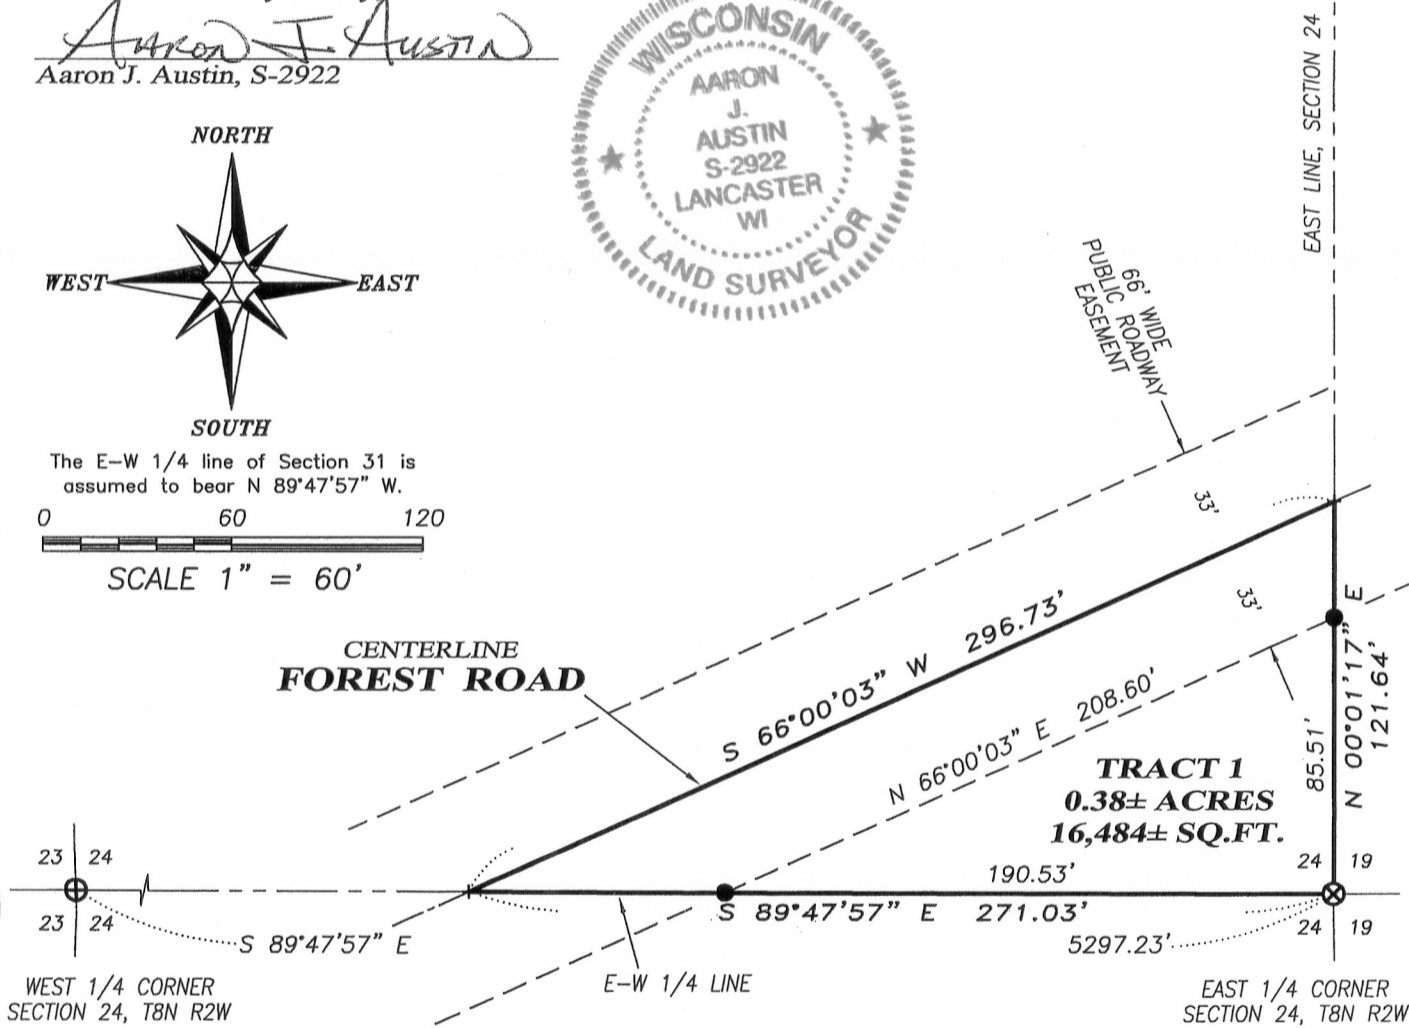 AARON J. AUSTIN
Aaron J. Austin, S-2922
WISCONSIN
AARON
J.
AUSTIN
S-2922
LANCASTER
WI
LAND SURVEYOR
NORTH
WEST
EAST
SOUTH
The E-W 1/4 line of Section 31 is
assumed to bear N 89°47'57" W.
0 60 120
SCALE 1" = 60'
EAST LINE, SECTION 24
66' WIDE
PUBLIC ROADWAY
EASEMENT
33'
33'
CENTERLINE
FOREST ROAD
S 66°00'03" W 296.73'
N 66°00'03" E 208.60'
N 00°01'17" E
121.64'
85.51'
TRACT 1
0.38± ACRES
16,484± SQ.FT.
190.53'
S 89°47'57" E 271.03'
23 24
23 24
24 19
24 19
S 89°47'57" E
5297.23'
E-W 1/4 LINE
WEST 1/4 CORNER
SECTION 24, T8N R2W
EAST 1/4 CORNER
SECTION 24, T8N R2W